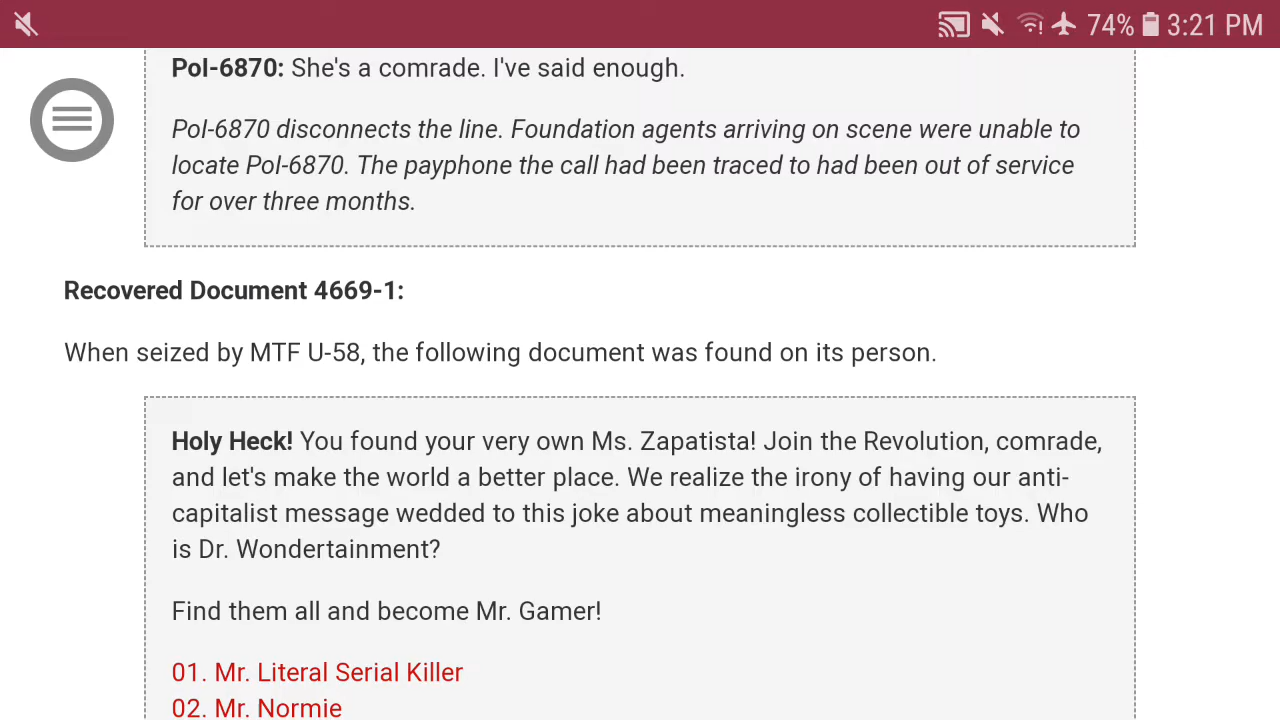 74% 3:21 PM
PoI-6870: She's a comrade. I've said enough.
PoI-6870 disconnects the line. Foundation agents arriving on scene were unable to
locate PoI-6870. The payphone the call had been traced to had been out of service
for over three months.
Recovered Document 4669-1:
When seized by MTF U-58, the following document was found on its person.
Holy Heck! You found your very own Ms. Zapatista! Join the Revolution, comrade,
and let's make the world a better place. We realize the irony of having our anti-
capitalist message wedded to this joke about meaningless collectible toys. Who
is Dr. Wondertainment?
Find them all and become Mr. Gamer!
01. Mr. Literal Serial Killer
02. Mr. Normie